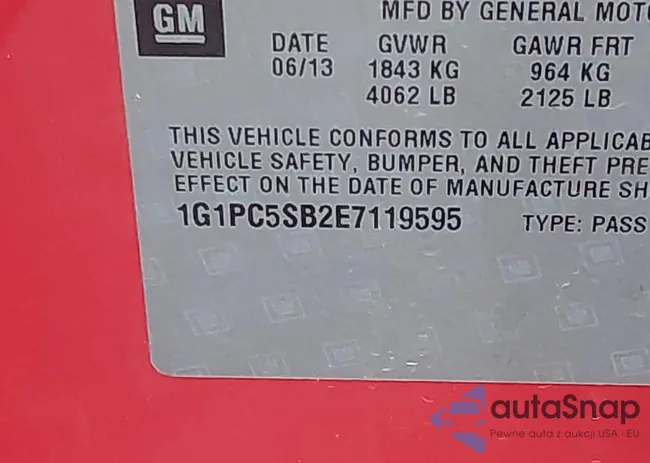 GM
MFD BY GENERAL MOTO
DATE GVWR GAWR FRT
06/13 1843 KG 964 KG
4062 LB 2125 LB
THIS VEHICLE CONFORMS TO ALL APPLICAB
VEHICLE SAFETY, BUMPER, AND THEFT PRE
EFFECT ON THE DATE OF MANUFACTURE SH
1G1PC5SB2E7119595 TYPE: PASS
autaSnap
Pewne auta z aukcji USA i EU